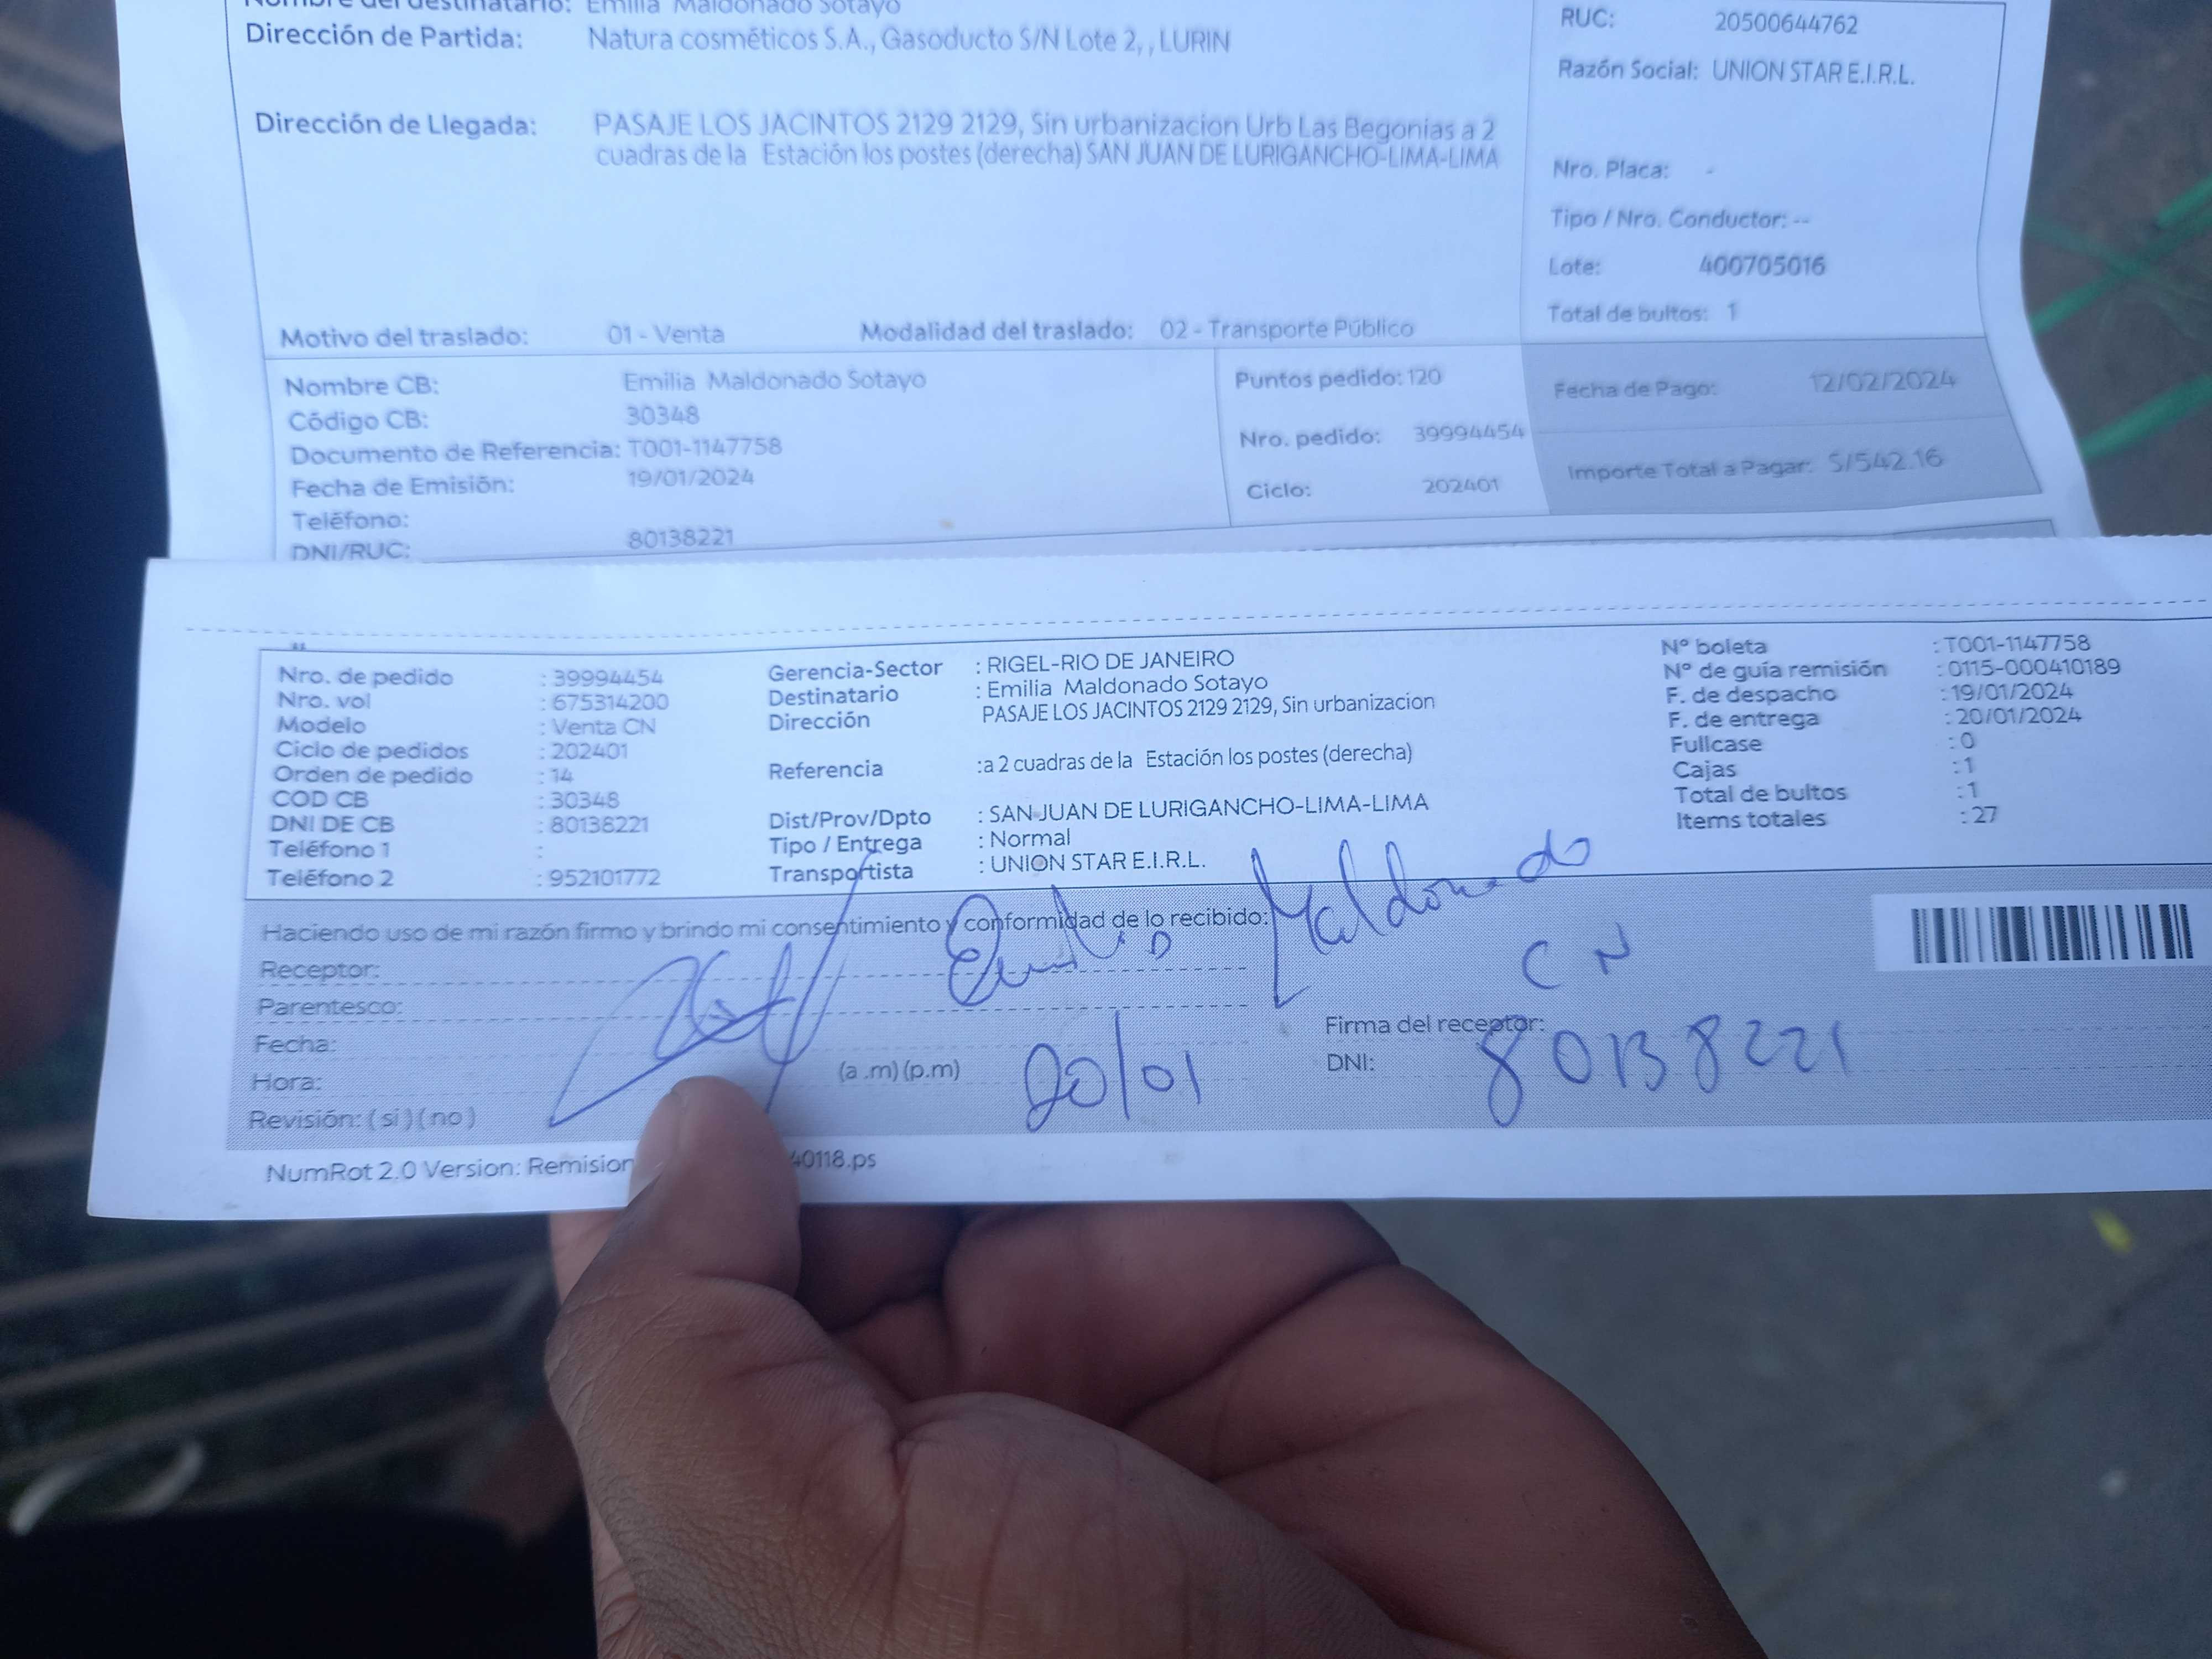 Nombre del destinatario: Emilia Maldonado Sotayo
Dirección de Partida: Natura cosméticos S.A., Gasoducto S/N Lote 2, , LURIN
Dirección de Llegada: PASAJE LOS JACINTOS 2129 2129, Sin urbanizacion Urb Las Begonias a 2
cuadras de la Estación los postes (derecha) SAN JUAN DE LURIGANCHO-LIMA-LIMA
Motivo del traslado: 01 - Venta Modalidad del traslado: 02 - Transporte Público
RUC: 20500644762
Razón Social: UNION STAR E.I.R.L.
Nro. Placa: -
Tipo / Nro. Conductor: --
Lote: 400705016
Total de bultos: 1
Nombre CB: Emilia Maldonado Sotayo
Código CB: 30348
Documento de Referencia: T001-1147758
Fecha de Emisión: 19/01/2024
Teléfono:
DNI/RUC: 80138221
Puntos pedido: 120
Nro. pedido: 39994454
Ciclo: 202401
Fecha de Pago: 12/02/2024
Importe Total a Pagar: S/542.16
Nro. de pedido : 39994454
Nro. vol : 675314200
Modelo : Venta CN
Ciclo de pedidos : 202401
Orden de pedido : 14
COD CB : 30348
DNI DE CB : 80138221
Teléfono 1 :
Teléfono 2 : 952101772
Gerencia-Sector : RIGEL-RIO DE JANEIRO
Destinatario : Emilia Maldonado Sotayo
Dirección PASAJE LOS JACINTOS 2129 2129, Sin urbanizacion
Referencia :a 2 cuadras de la Estación los postes (derecha)
Dist/Prov/Dpto : SAN JUAN DE LURIGANCHO-LIMA-LIMA
Tipo / Entrega : Normal
Transportista : UNION STAR E.I.R.L.
Nº boleta : T001-1147758
Nº de guía remisión : 0115-000410189
F. de despacho : 19/01/2024
F. de entrega : 20/01/2024
Fullcase : 0
Cajas : 1
Total de bultos : 1
Items totales : 27
Haciendo uso de mi razón firmo y brindo mi consentimiento y conformidad de lo recibido:
Emilia Maldonado
CN
Receptor:
Parentesco:
Fecha:
Hora: (a .m) (p.m) 20/01
Revisión: ( si ) ( no )
Firma del receptor:
DNI: 80138221
NumRot 2.0 Version: Remision 40118.ps